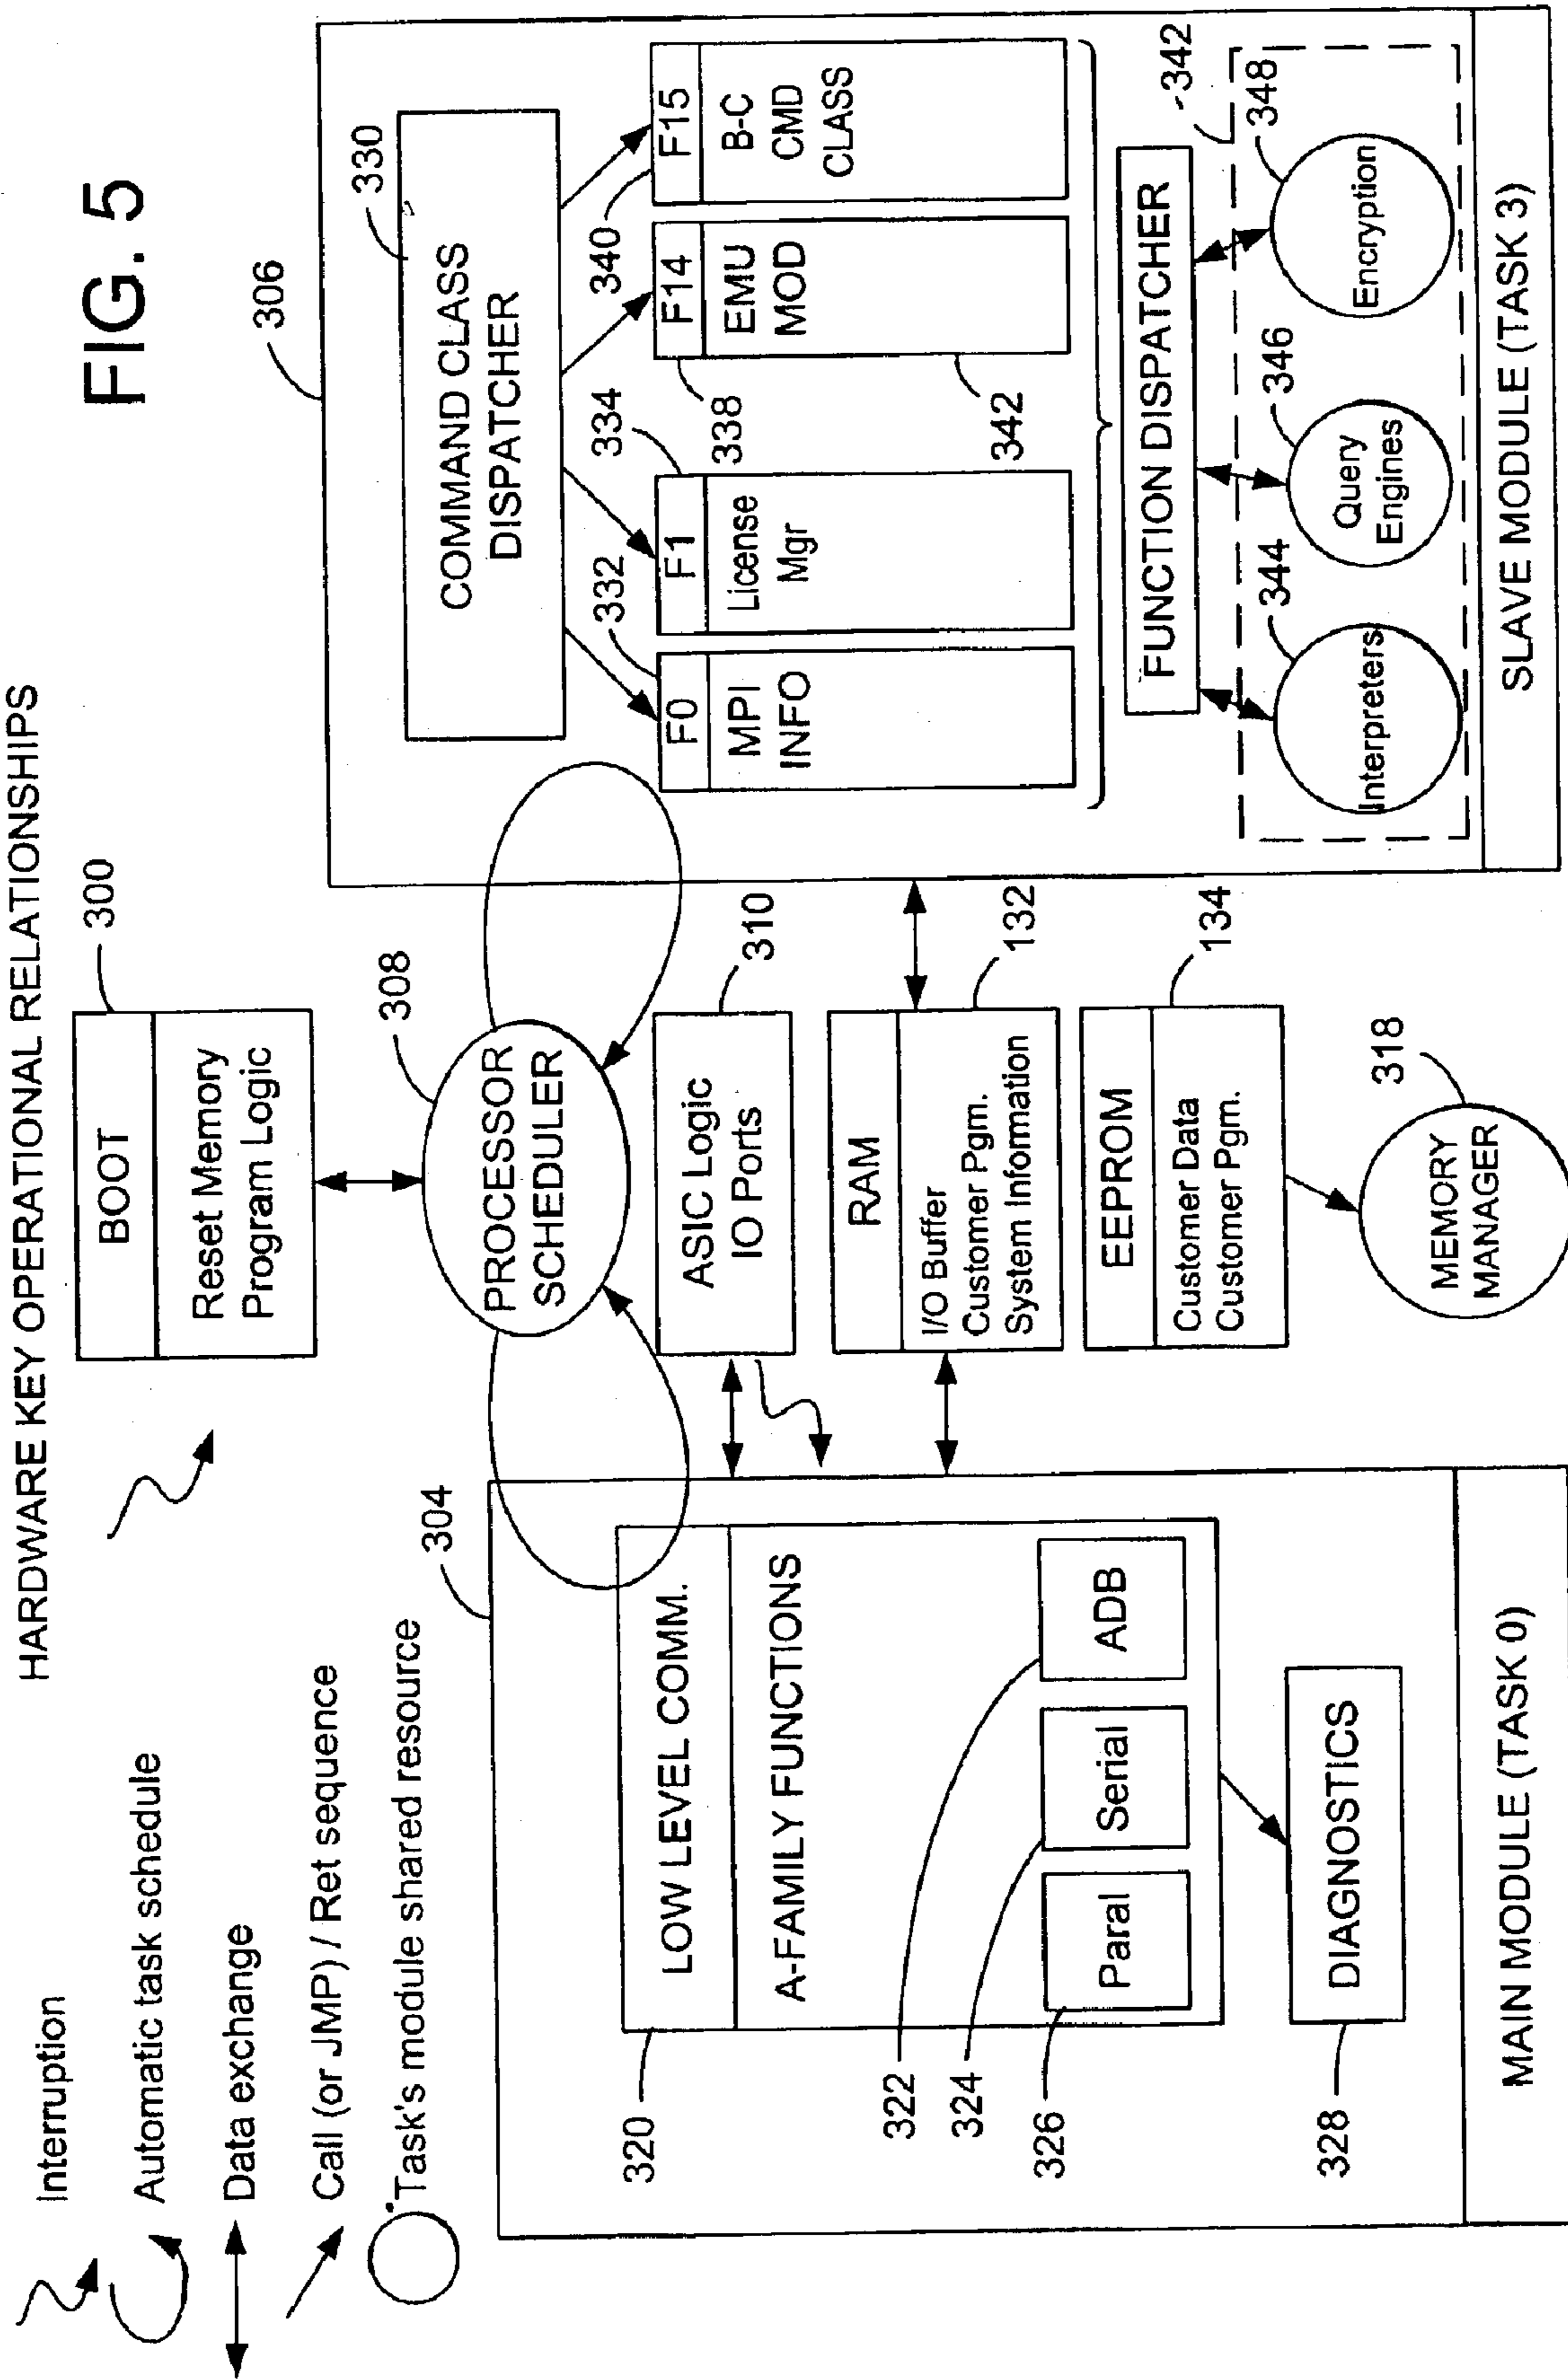 HARDWARE KEY OPERATIONAL RELATIONSHIPS
FIG. 5
Interruption
Automatic task schedule
Data exchange
Call (or JMP) / Ret sequence
Task's module shared resource
300
BOOT
Reset Memory
Program Logic
308
PROCESSOR
SCHEDULER
310
ASIC Logic
IO Ports
132
RAM
I/O Buffer
Customer Pgm.
System Information
134
EEPROM
Customer Data
Customer Pgm.
318
MEMORY
MANAGER
304
320
LOW LEVEL COMM.
A-FAMILY FUNCTIONS
322
324
326
Paral
Serial
ADB
328
DIAGNOSTICS
MAIN MODULE (TASK 0)
306
330
COMMAND CLASS
DISPATCHER
332
334
338
340
F0
MPI
INFO
F1
License
Mgr
F14
EMU
MOD
F15
B-C
CMD
CLASS
342
FUNCTION DISPATCHER
342
344
346
348
Interpreters
Query
Engines
Encryption
SLAVE MODULE (TASK 3)